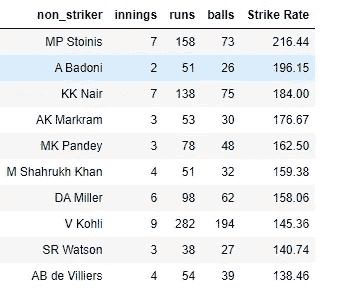 non_striker innings runs balls Strike Rate
MP Stoinis 7 158 73 216.44
A Badoni 2 51 26 196.15
KK Nair 7 138 75 184.00
AK Markram 3 53 30 176.67
MK Pandey 3 78 48 162.50
M Shahrukh Khan 4 51 32 159.38
DA Miller 6 98 62 158.06
V Kohli 9 282 194 145.36
SR Watson 3 38 27 140.74
AB de Villiers 4 54 39 138.46